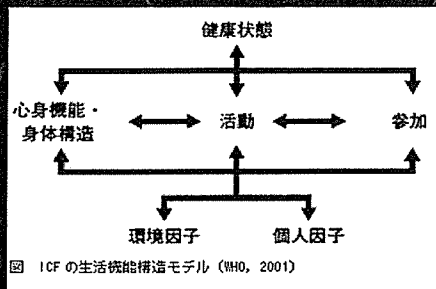 健康状態
心身機能・
身体構造
活動
参加
環境因子
個人因子
図 ICFの生活機能構造モデル(WHO, 2001)